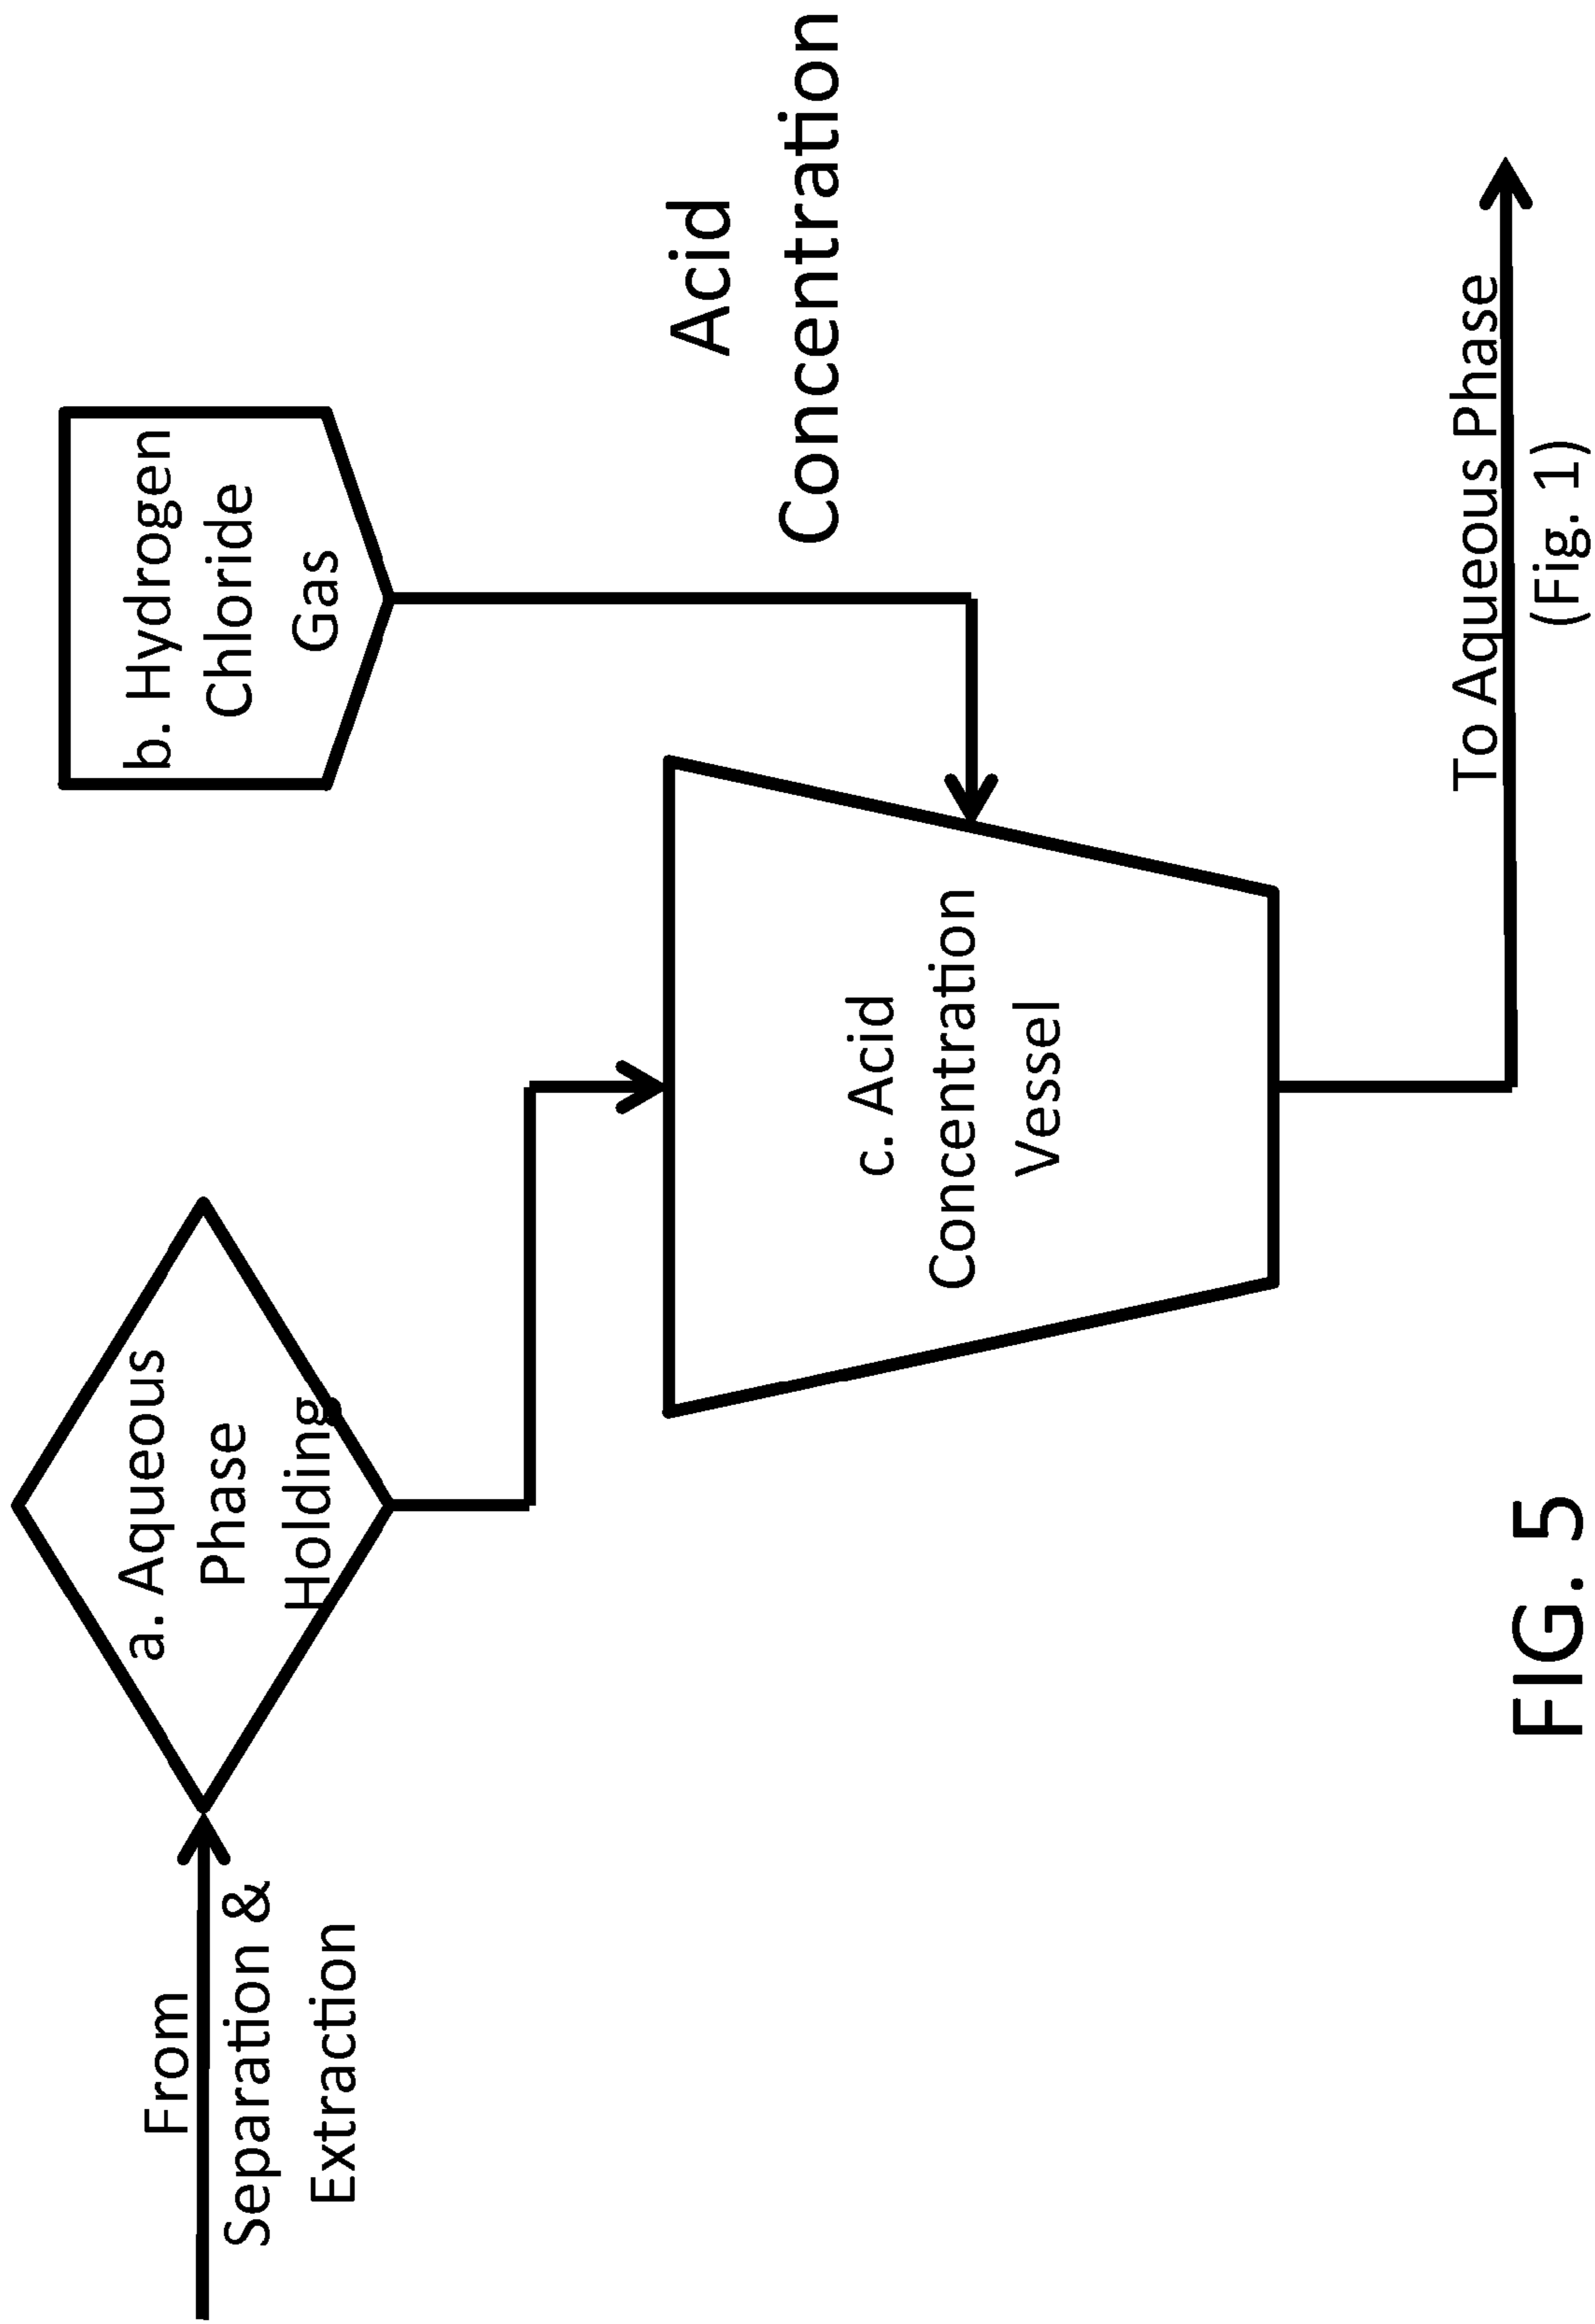 From
Separation &
Extraction
a. Aqueous
Phase
Holding
b. Hydrogen
Chloride
Gas
Acid
Concentration
c. Acid
Concentration
Vessel
To Aqueous Phase
(Fig. 1)
FIG. 5